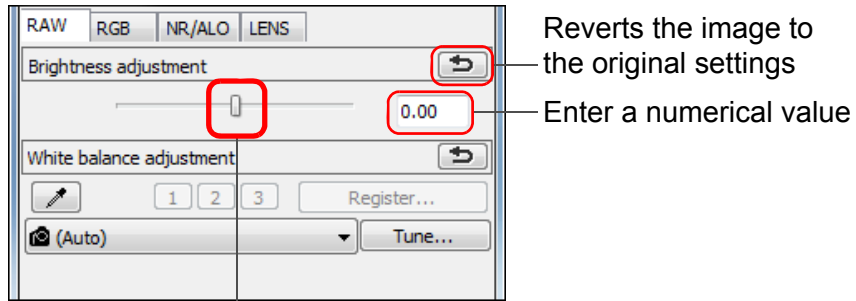 RAW RGB NR/ALO LENS
Reverts the image to
the original settings
Brightness adjustment
0.00
Enter a numerical value
White balance adjustment
1 2 3 Register...
(Auto) Tune...